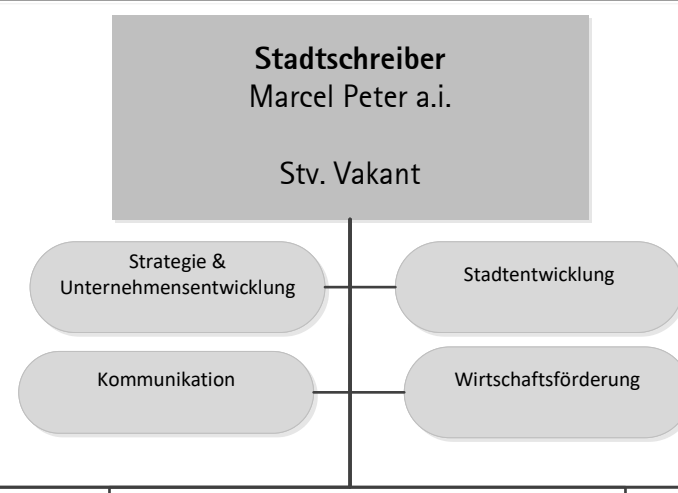 Stadtschreiber
Marcel Peter a.i.
Stv. Vakant
Strategie &
Unternehmensentwicklung
Stadtentwicklung
Kommunikation
Wirtschaftsförderung